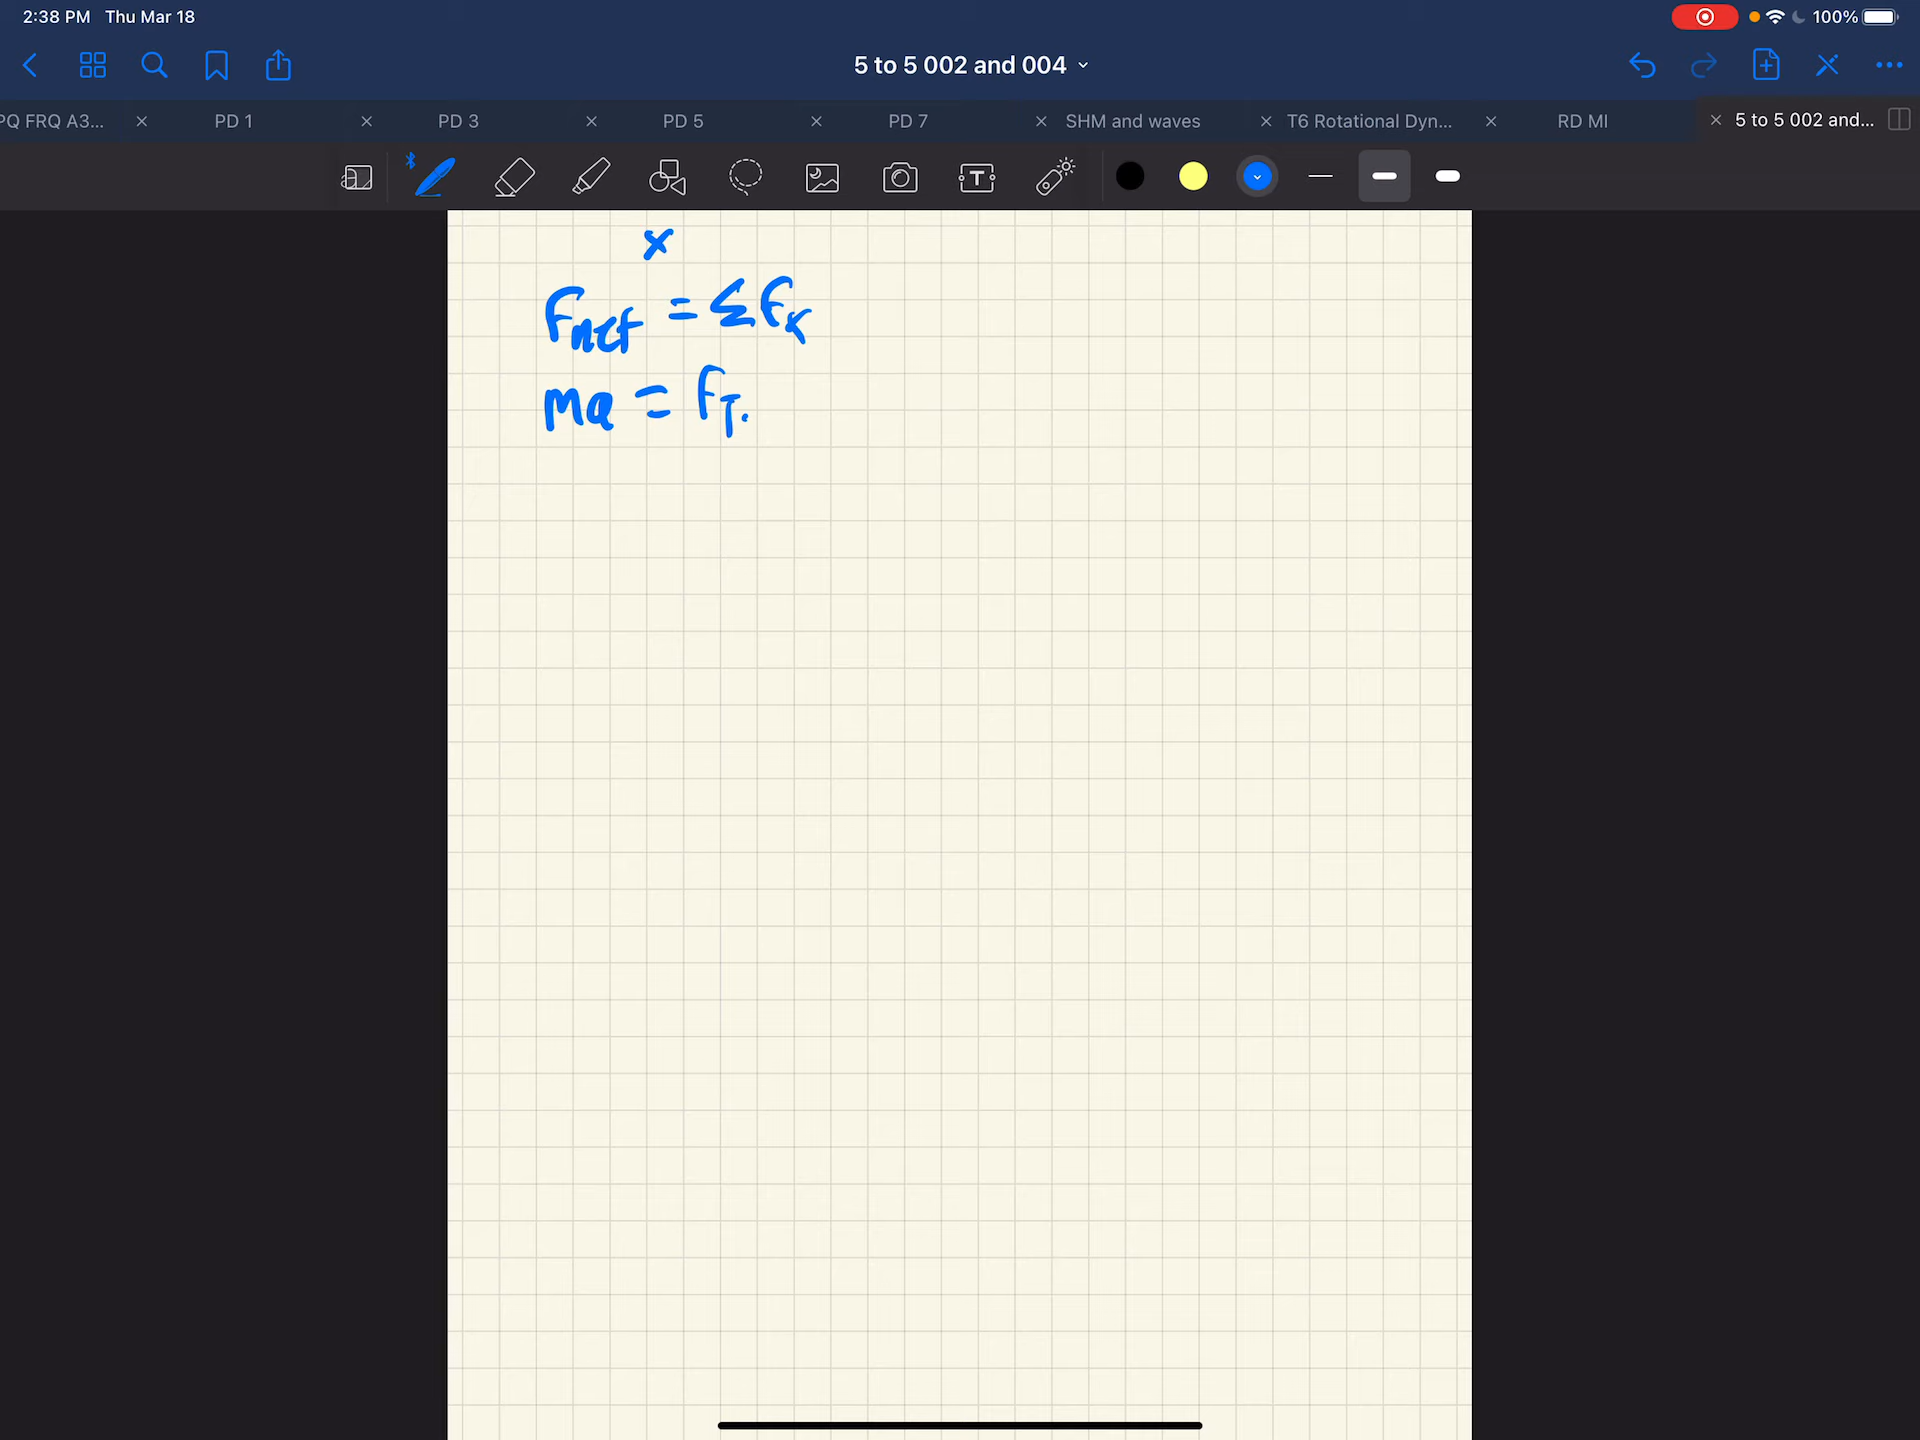 2:38 PM Thu Mar 18 100%
5 to 5 002 and 004
PQ FRQ A3... PD 1 PD 3 PD 5 PD 7 SHM and waves T6 Rotational Dyn... RD MI 5 to 5 002 and...
x
Fnet = ΣFx
ma = FT.